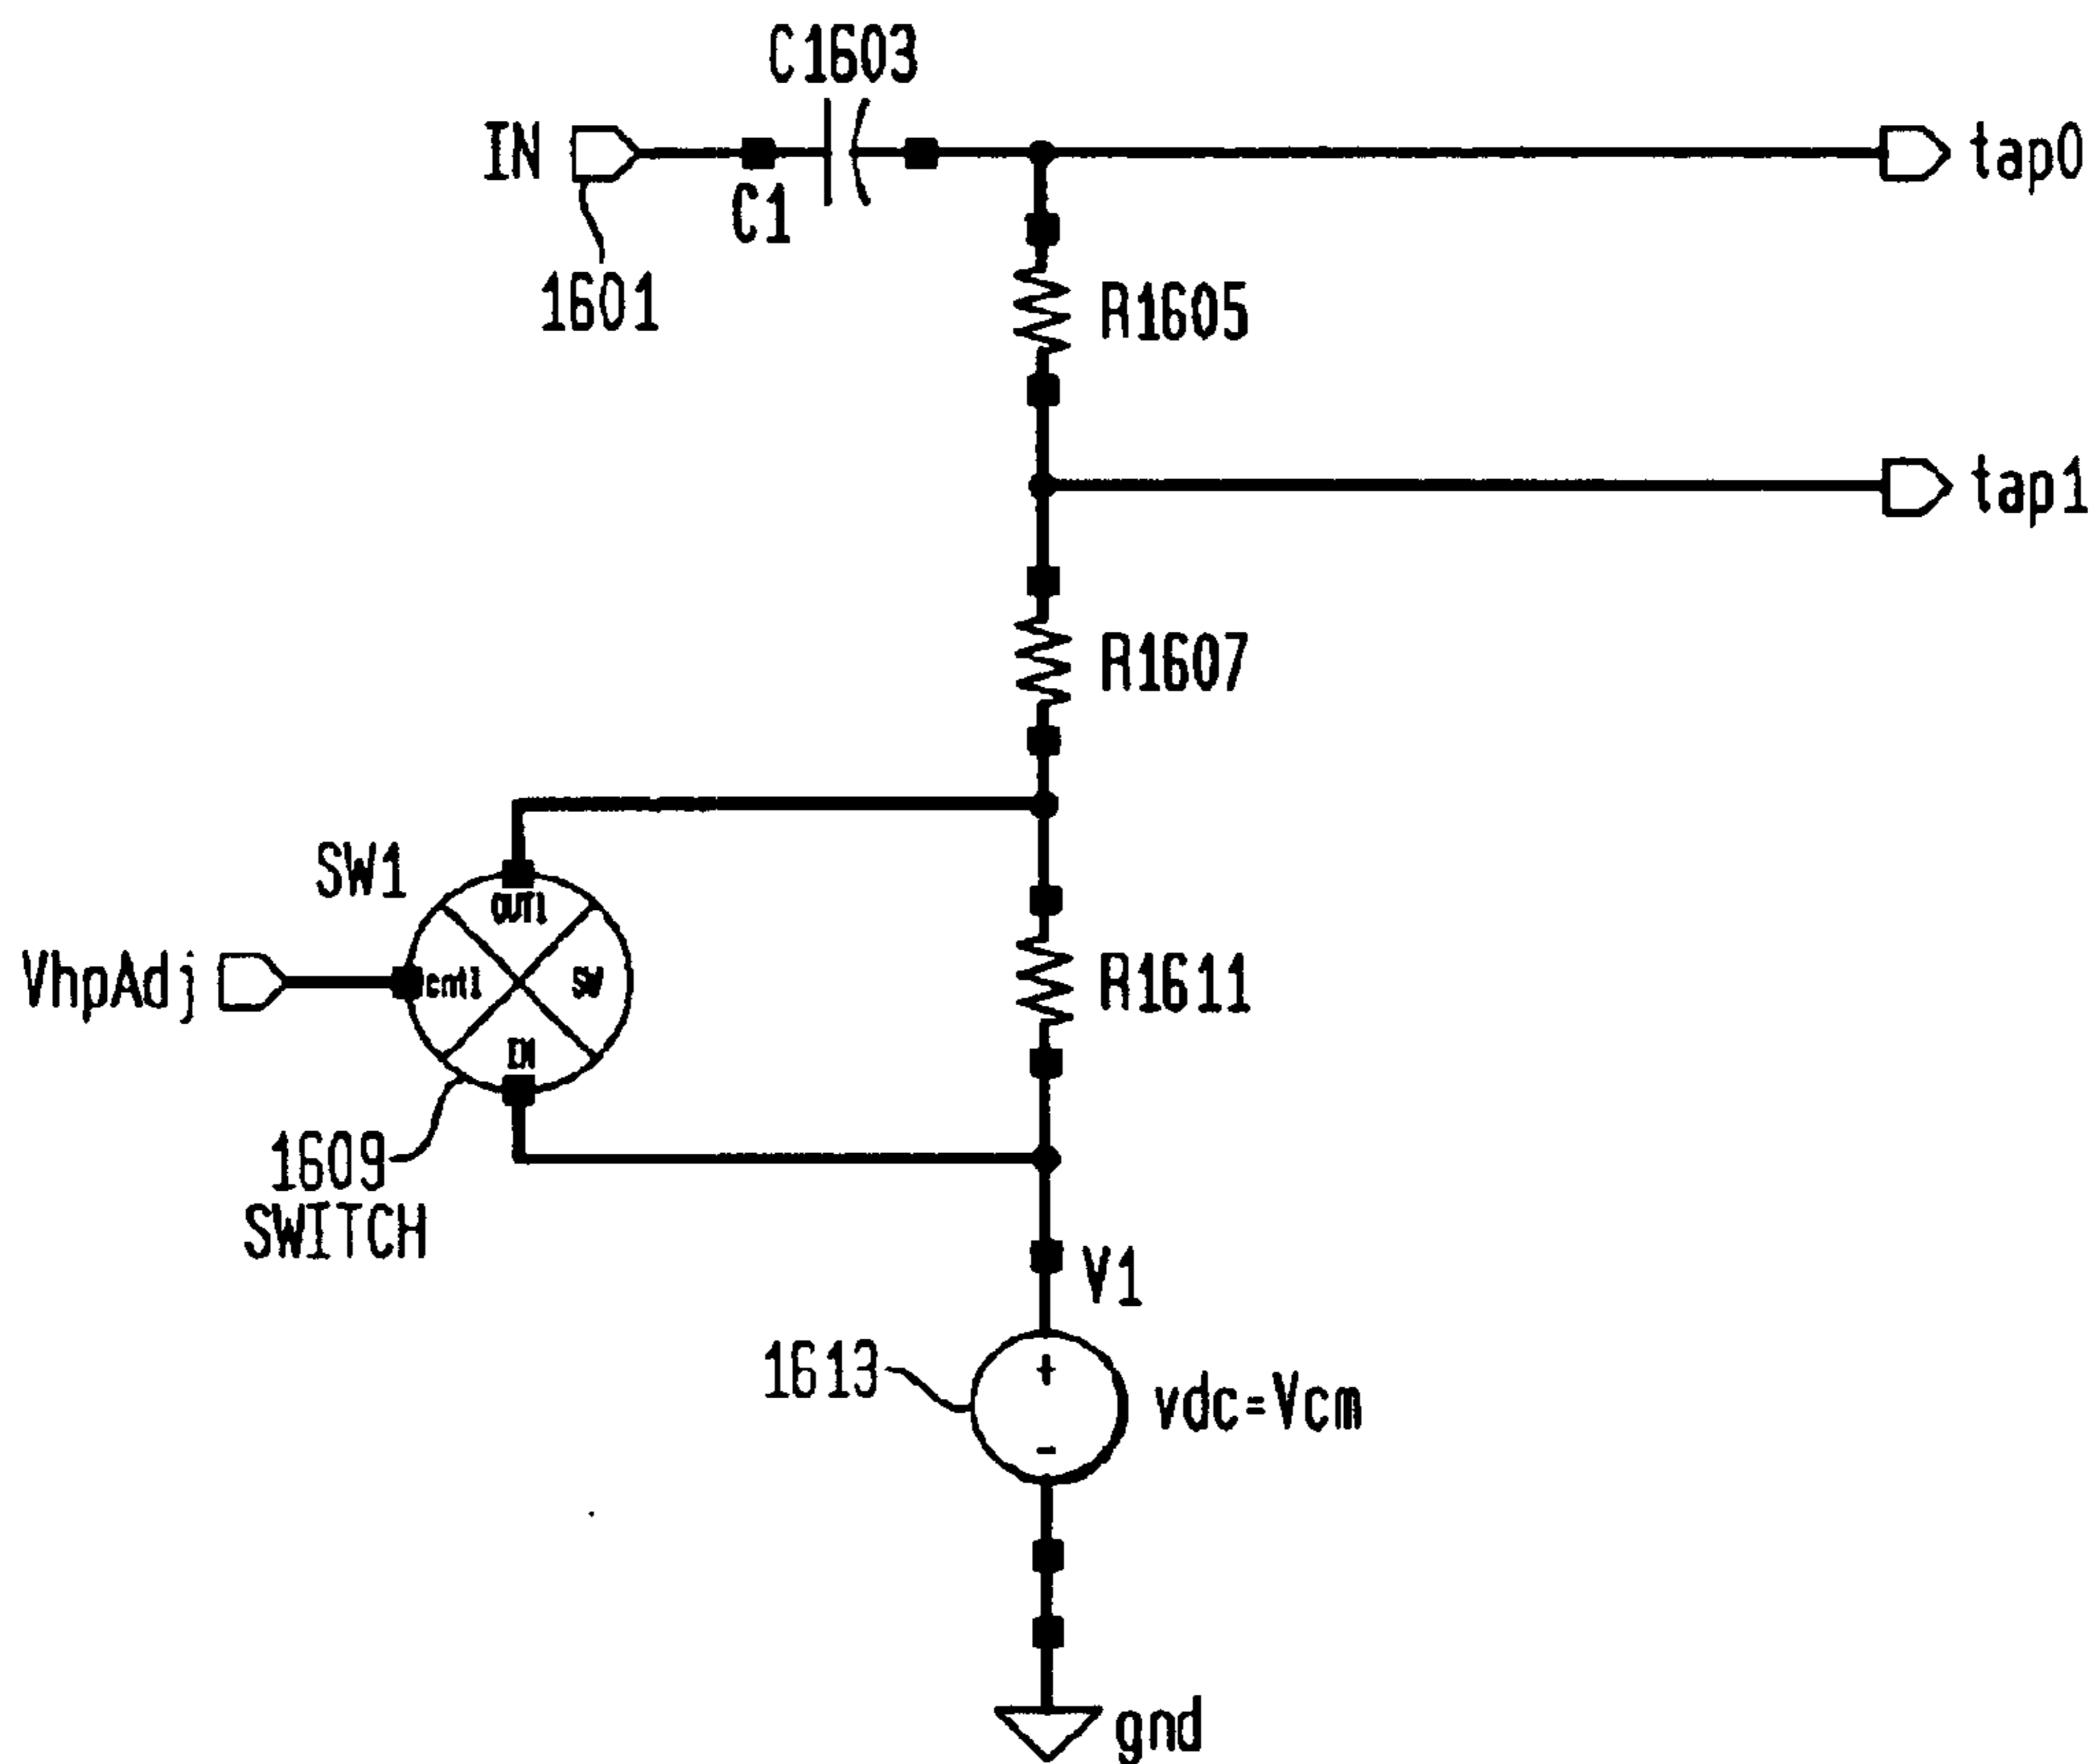 C1603
IN
tap0
C1
1601
R1605
tap1
R1607
SW1
VhpAdj
SW
R1611
IN
1609
SWITCH
V1
1613
+
vdc=Vcm
-
gnd